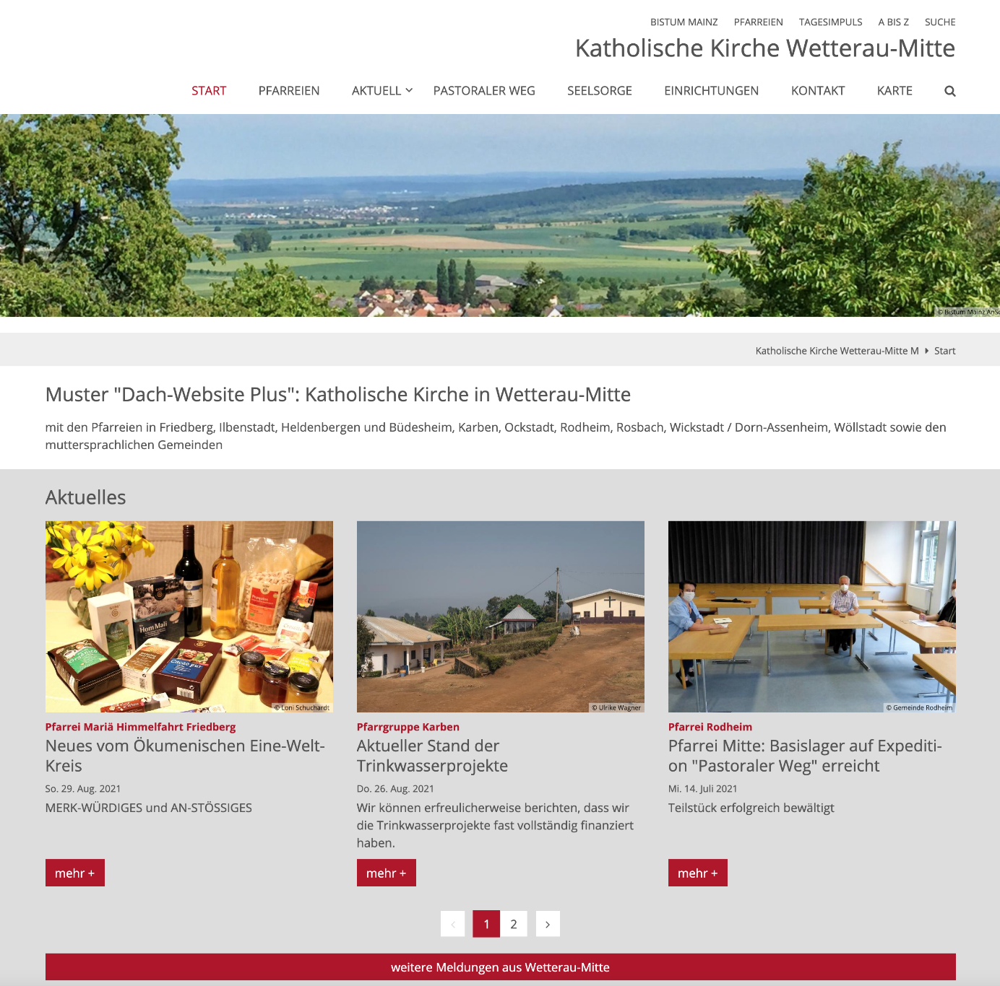 BISTUM MAINZ PFARREIEN TAGESIMPULS A BIS Z SUCHE
Katholische Kirche Wetterau-Mitte
START PFARREIEN AKTUELL PASTORALER WEG SEELSORGE EINRICHTUNGEN KONTAKT KARTE
© Bistum Mainz AnSc
Katholische Kirche Wetterau-Mitte M Start
Muster "Dach-Website Plus": Katholische Kirche in Wetterau-Mitte
mit den Pfarreien in Friedberg, Ilbenstadt, Heldenbergen und Büdesheim, Karben, Ockstadt, Rodheim, Rosbach, Wickstadt / Dorn-Assenheim, Wöllstadt sowie den
muttersprachlichen Gemeinden
Aktuelles
Hom Mali
Orgánico
Cacao pur
© Loni Schuchardt
© Ulrike Wagner
© Gemeinde Rodheim
Pfarrei Mariä Himmelfahrt Friedberg
Neues vom Ökumenischen Eine-Welt-
Kreis
So. 29. Aug. 2021
MERK-WÜRDIGES und AN-STÖSSIGES
mehr +
Pfarrgruppe Karben
Aktueller Stand der
Trinkwasserprojekte
Do. 26. Aug. 2021
Wir können erfreulicherweise berichten, dass wir
die Trinkwasserprojekte fast vollständig finanziert
haben.
mehr +
Pfarrei Rodheim
Pfarrei Mitte: Basislager auf Expediti-
on "Pastoraler Weg" erreicht
Mi. 14. Juli 2021
Teilstück erfolgreich bewältigt
mehr +
1 2
weitere Meldungen aus Wetterau-Mitte